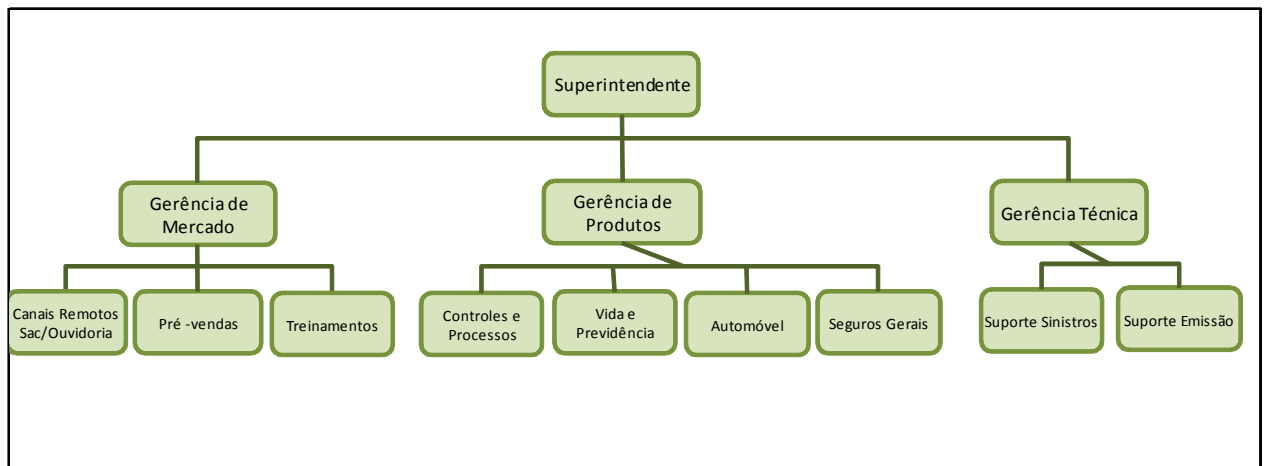 Superintendente
Gerência de
Mercado
Gerência de
Produtos
Gerência Técnica
Canais Remotos
Sac/Ouvidoria
Pré -vendas
Treinamentos
Controles e
Processos
Vida e
Previdência
Automóvel
Seguros Gerais
Suporte Sinistros
Suporte Emissão